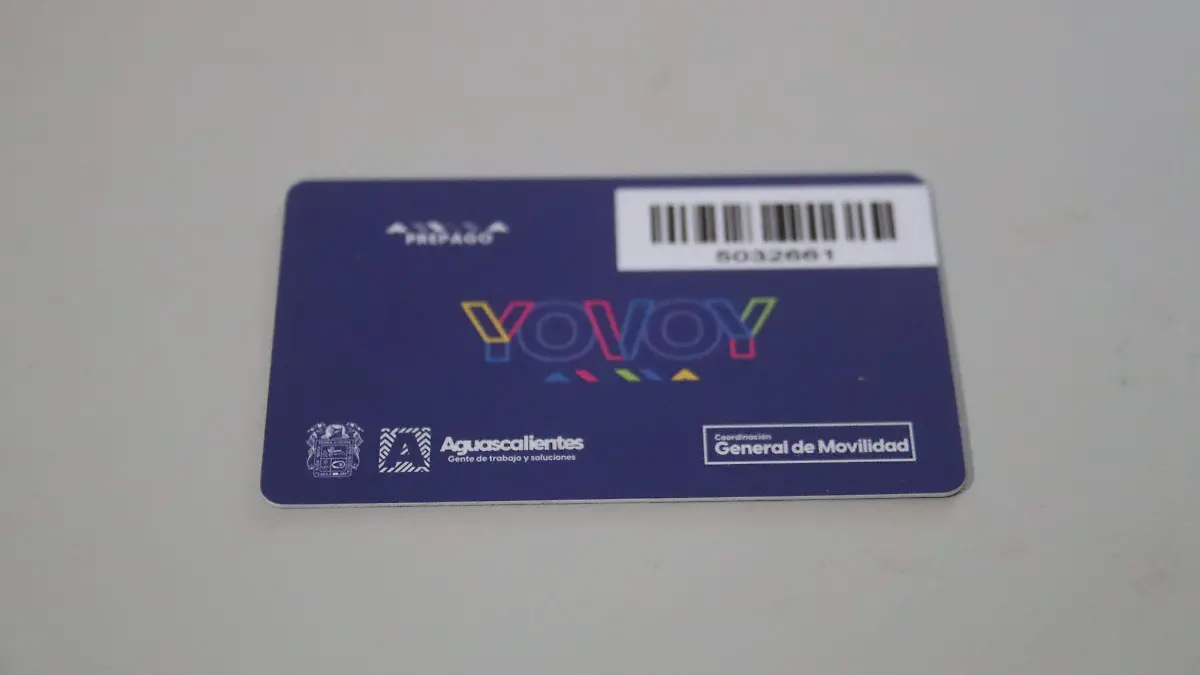 PREPAGO
5032661
YOVOY
Aguascalientes
Gente de trabajo y soluciones
Coordinación
General de Movilidad